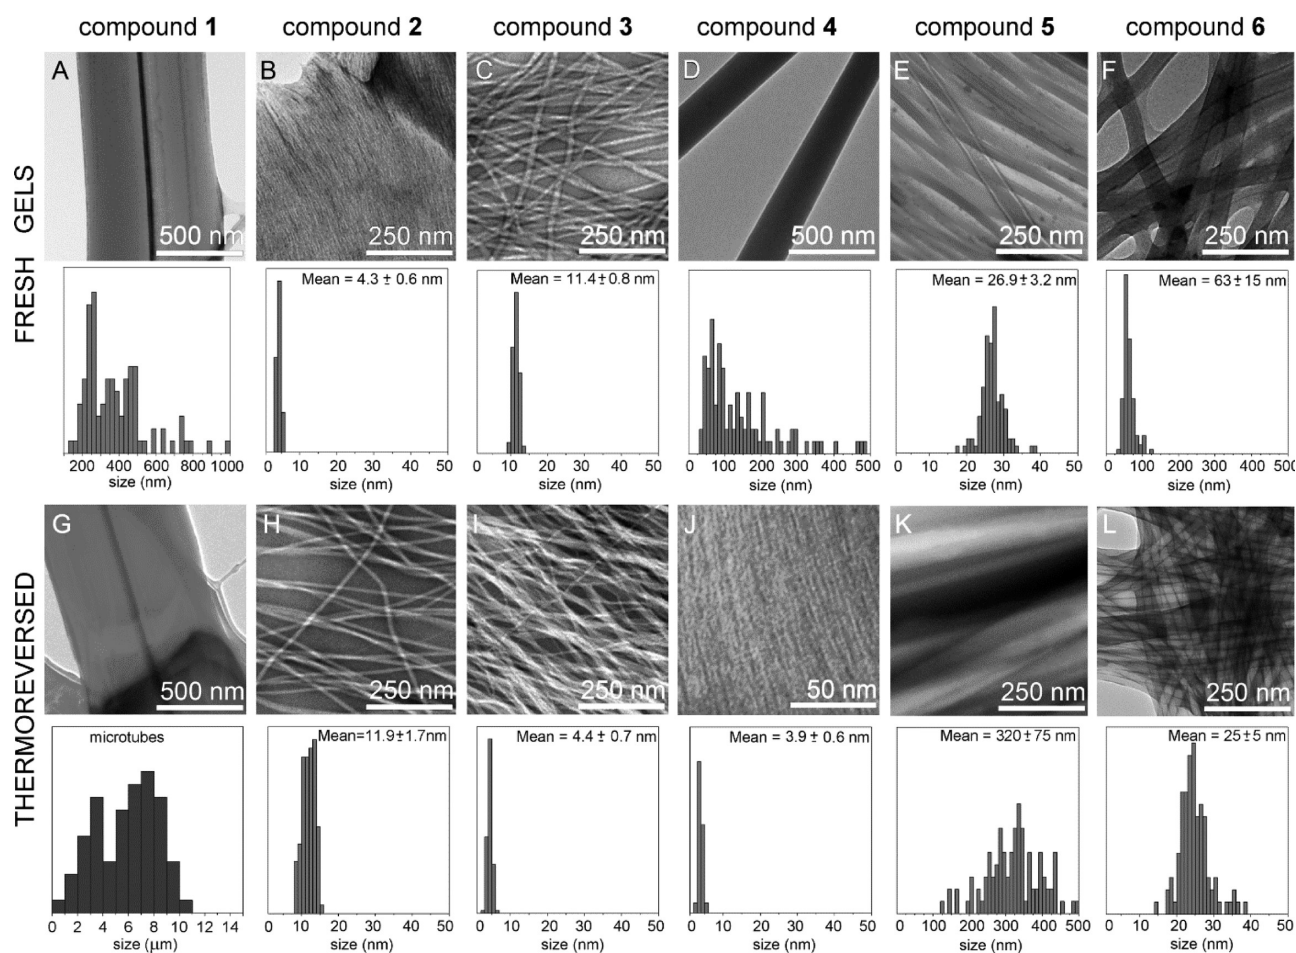 compound 1 compound 2 compound 3 compound 4 compound 5 compound 6
FRESH GELS
A B C D E F
500 nm 250 nm 250 nm 500 nm 250 nm 250 nm
Mean = 4.3 ± 0.6 nm Mean = 11.4±0.8 nm Mean = 26.9±3.2 nm Mean = 63±15 nm
200 400 600 800 1000 0 10 20 30 40 50 0 10 20 30 40 50 0 100 200 300 400 500 0 10 20 30 40 50 0 100 200 300 400 500
size (nm) size (nm) size (nm) size (nm) size (nm) size (nm)
THERMOREVERSED
G H I J K L
500 nm 250 nm 250 nm 50 nm 250 nm 250 nm
microtubes Mean=11.9±1.7nm Mean = 4.4 ± 0.7 nm Mean = 3.9 ± 0.6 nm Mean = 320±75 nm Mean = 25±5 nm
0 2 4 6 8 10 12 14 0 10 20 30 40 50 0 10 20 30 40 50 0 10 20 30 40 50 0 100 200 300 400 500 10 20 30 40 50
size (μm) size (nm) size (nm) size (nm) size (nm) size (nm)